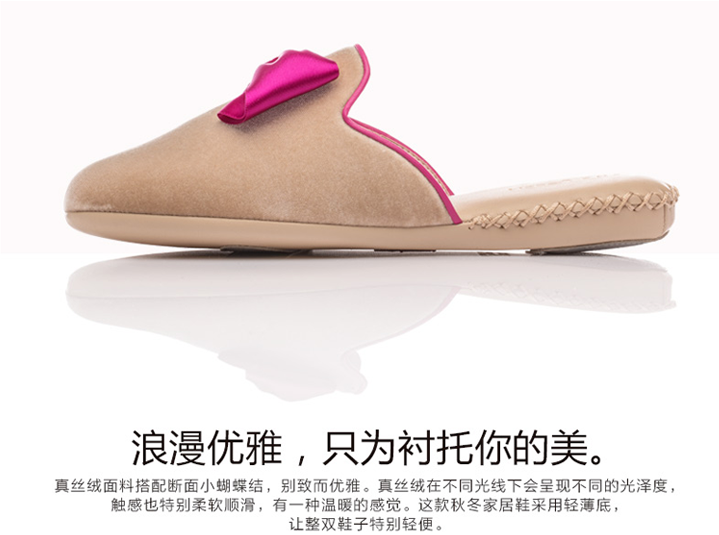 浪漫优雅，只为衬托你的美。
真丝绒面料搭配断面小蝴蝶结，别致而优雅。真丝绒在不同光线下会呈现不同的光泽度，
触感也特别柔软顺滑，有一种温暖的感觉。这款秋冬家居鞋采用轻薄底，
让整双鞋子特别轻便。